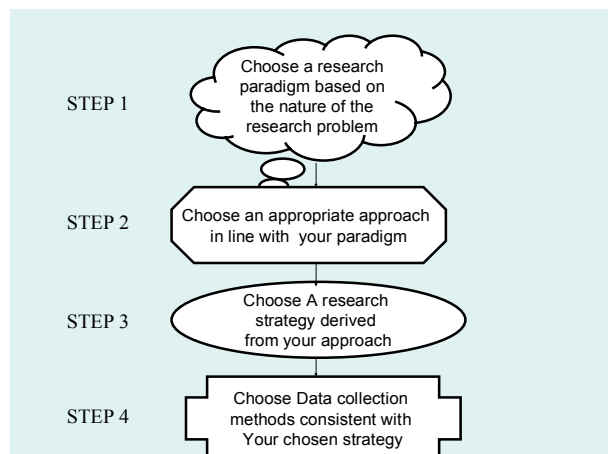 STEP 1
Choose a research
paradigm based on
the nature of the
research problem
STEP 2
Choose an appropriate approach
in line with your paradigm
STEP 3
Choose A research
strategy derived
from your approach
STEP 4
Choose Data collection
methods consistent with
Your chosen strategy